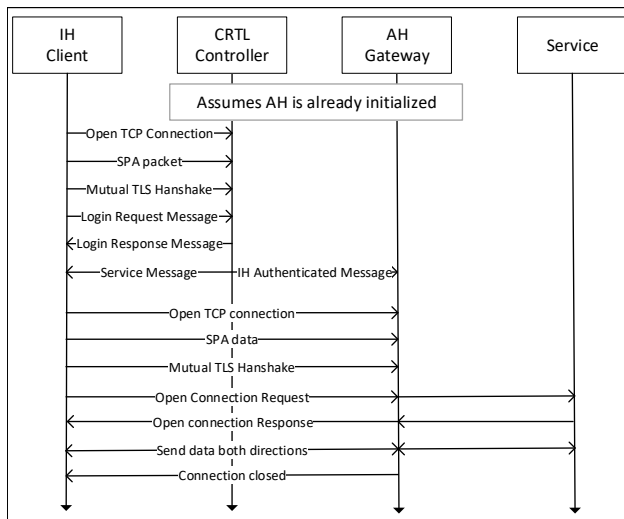 IH
Client
CRTL
Controller
AH
Gateway
Service
Assumes AH is already initialized
Open TCP Connection
SPA packet
Mutual TLS Hanshake
Login Request Message
Login Response Message
Service Message
IH Authenticated Message
Open TCP connection
SPA data
Mutual TLS Hanshake
Open Connection Request
Open connection Response
Send data both directions
Connection closed